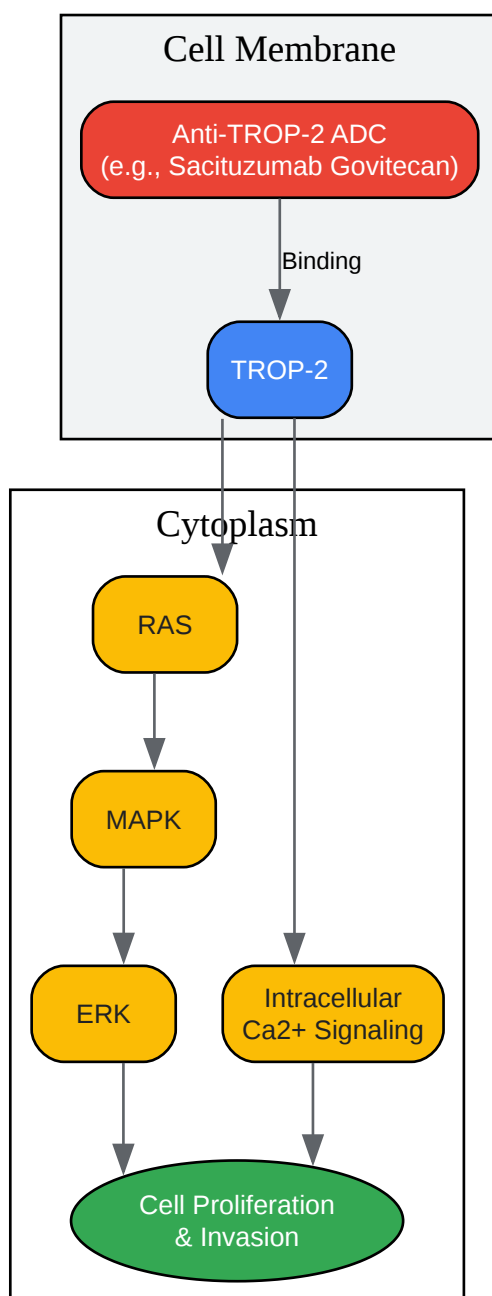 Cell Membrane
Anti-TROP-2 ADC
(e.g., Sacituzumab Govitecan)
Binding
TROP-2
Cytoplasm
RAS
MAPK
ERK
Intracellular
Ca2+ Signaling
Cell Proliferation
& Invasion